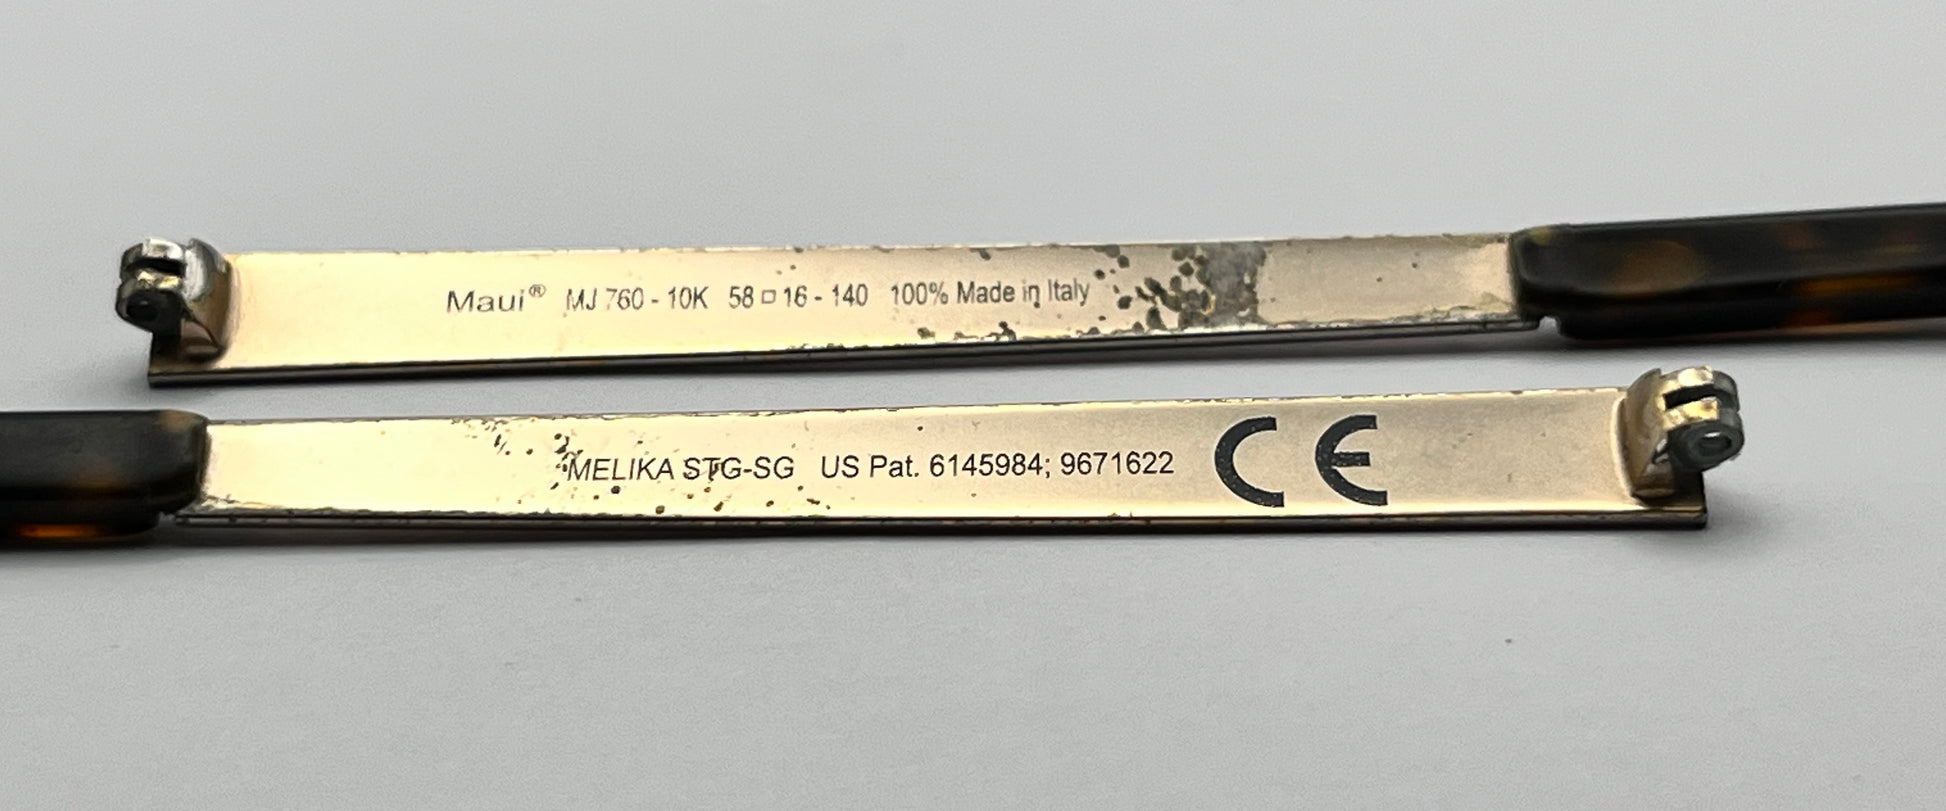 Maui® MJ 760 - 10K 58□16 - 140 100% Made in Italy
MELIKA STG-SG US Pat. 6145984; 9671622 CE